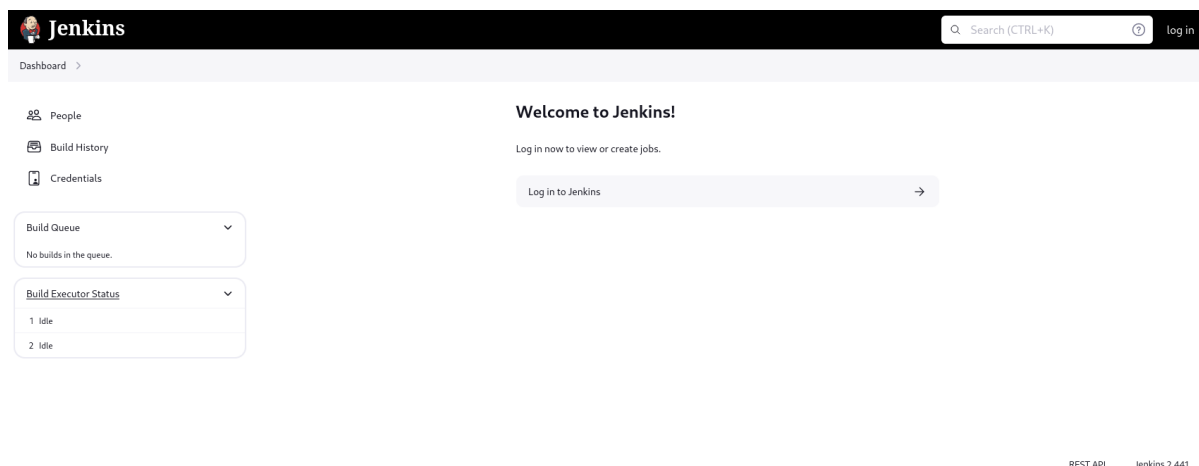 Jenkins
Search (CTRL+K)
log in
Dashboard
People
Build History
Credentials
Build Queue
No builds in the queue.
Build Executor Status
1 Idle
2 Idle
Welcome to Jenkins!
Log in now to view or create jobs.
Log in to Jenkins
REST API Jenkins 2.441